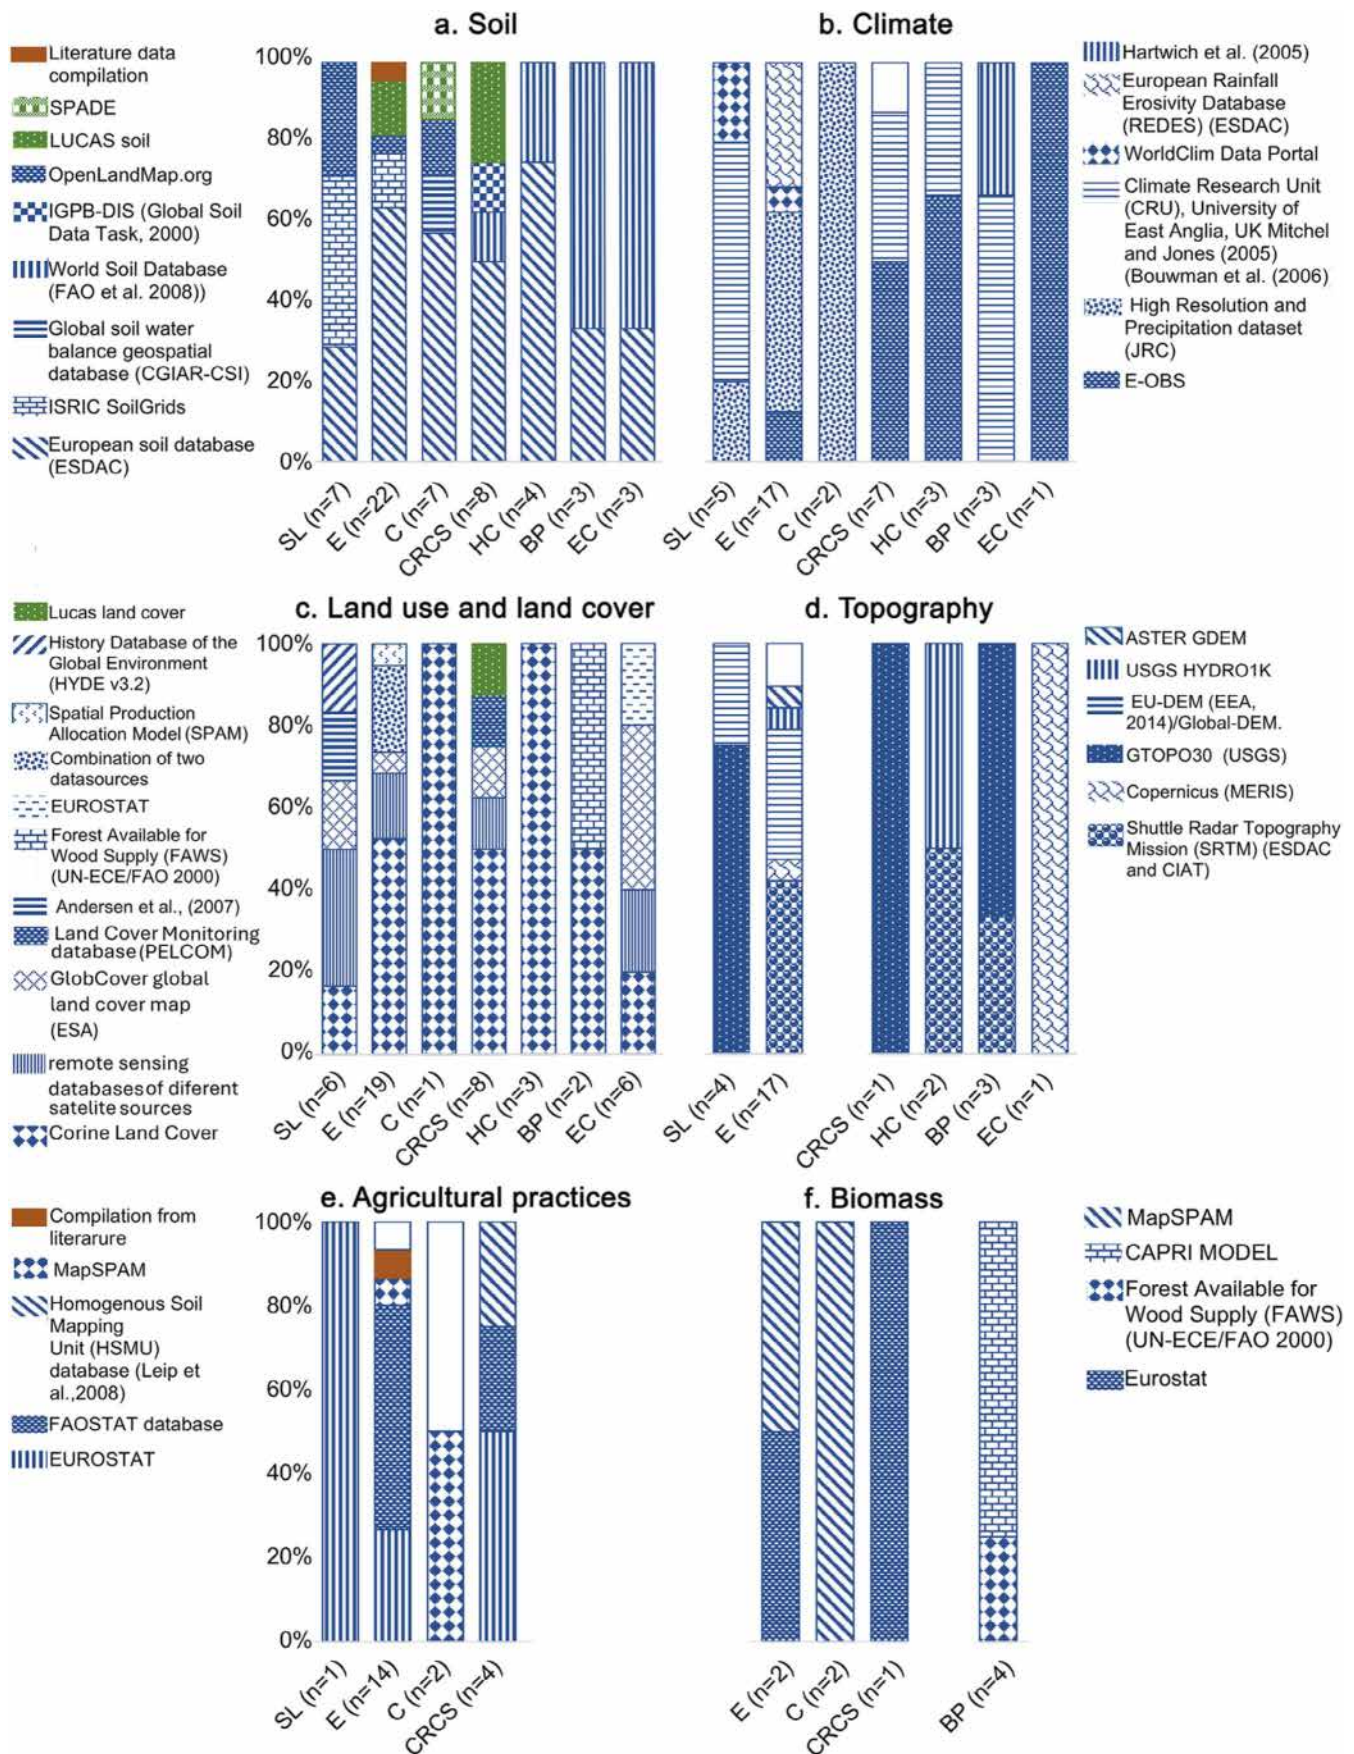 a. Soil
b. Climate
Literature data
compilation
SPADE
LUCAS soil
OpenLandMap.org
IGPB-DIS (Global Soil
Data Task, 2000)
World Soil Database
(FAO et al. 2008))
Global soil water
balance geospatial
database (CGIAR-CSI)
ISRIC SoilGrids
European soil database
(ESDAC)
100%
80%
60%
40%
20%
0%
SL (n=7)
E (n=22)
C (n=7)
CRCS (n=8)
HC (n=4)
BP (n=3)
EC (n=3)
SL (n=5)
E (n=17)
C (n=2)
CRCS (n=7)
HC (n=3)
BP (n=3)
EC (n=1)
Hartwich et al. (2005)
European Rainfall
Erosivity Database
(REDES) (ESDAC)
WorldClim Data Portal
Climate Research Unit
(CRU), University of
East Anglia, UK Mitchel
and Jones (2005)
(Bouwman et al. (2006)
High Resolution and
Precipitation dataset
(JRC)
E-OBS
c. Land use and land cover
d. Topography
Lucas land cover
History Database of the
Global Environment
(HYDE v3.2)
Spatial Production
Allocation Model (SPAM)
Combination of two
datasources
EUROSTAT
Forest Available for
Wood Supply (FAWS)
(UN-ECE/FAO 2000)
Andersen et al., (2007)
Land Cover Monitoring
database (PELCOM)
GlobCover global
land cover map
(ESA)
remote sensing
databases of diferent
satelite sources
Corine Land Cover
100%
80%
60%
40%
20%
0%
SL (n=6)
E (n=19)
C (n=1)
CRCS (n=8)
HC (n=3)
BP (n=2)
EC (n=6)
SL (n=4)
E (n=17)
CRCS (n=1)
HC (n=2)
BP (n=3)
EC (n=1)
ASTER GDEM
USGS HYDRO1K
EU-DEM (EEA,
2014)/Global-DEM.
GTOPO30 (USGS)
Copernicus (MERIS)
Shuttle Radar Topography
Mission (SRTM) (ESDAC
and CIAT)
e. Agricultural practices
f. Biomass
Compilation from
literarure
MapSPAM
Homogenous Soil
Mapping
Unit (HSMU)
database (Leip et
al.,2008)
FAOSTAT database
EUROSTAT
100%
80%
60%
40%
20%
0%
SL (n=1)
E (n=14)
C (n=2)
CRCS (n=4)
E (n=2)
C (n=2)
CRCS (n=1)
BP (n=4)
MapSPAM
CAPRI MODEL
Forest Available for
Wood Supply (FAWS)
(UN-ECE/FAO 2000)
Eurostat